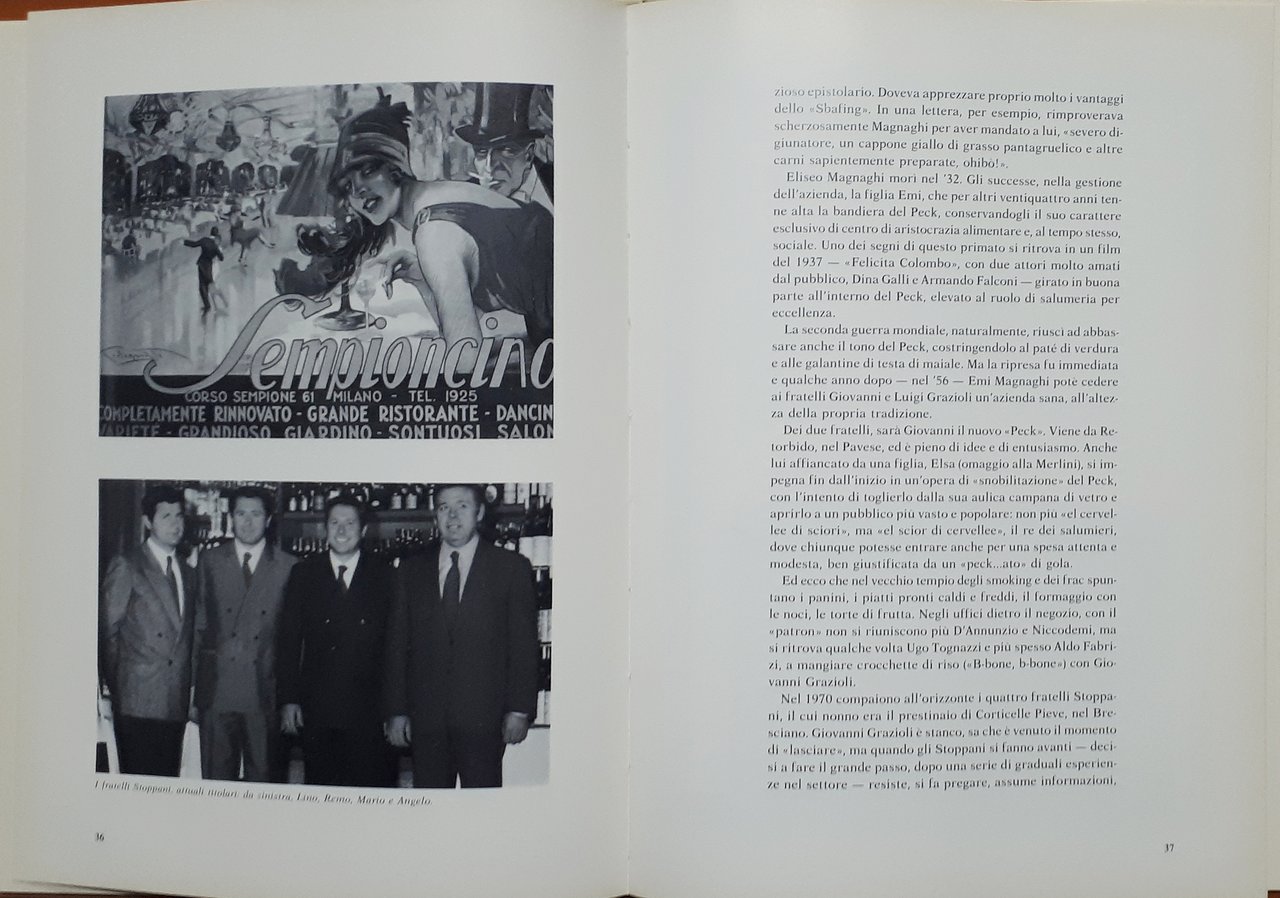 Sempioncino
CORSO SEMPIONE 61 MILANO - TEL. 1925
COMPLETAMENTE RINNOVATO - GRANDE RISTORANTE - DANCIN
VARIETE - GRANDIOSO GIARDINO - SONTUOSI SALON
I fratelli Stoppani, attuali titolari: da sinistra, Lino, Remo, Mario e Angelo.
36
zioso epistolario. Doveva apprezzare proprio molto i vantaggi
dello «Sbafing». In una lettera, per esempio, rimproverava
scherzosamente Magnaghi per aver mandato a lui, «severo di-
giunatore, un cappone giallo di grasso pantagruelico e altre
carni sapientemente preparate, ohibò!».
Eliseo Magnaghi morì nel '32. Gli successe, nella gestione
dell'azienda, la figlia Emi, che per altri ventiquattro anni ten-
ne alta la bandiera del Peck, conservandogli il suo carattere
esclusivo di centro di aristocrazia alimentare e, al tempo stesso,
sociale. Uno dei segni di questo primato si ritrova in un film
del 1937 — «Felicita Colombo», con due attori molto amati
dal pubblico, Dina Galli e Armando Falconi — girato in buona
parte all'interno del Peck, elevato al ruolo di salumeria per
eccellenza.
La seconda guerra mondiale, naturalmente, riuscì ad abbas-
sare anche il tono del Peck, costringendolo al paté di verdura
e alle galantine di testa di maiale. Ma la ripresa fu immediata
e qualche anno dopo — nel '56 — Emi Magnaghi poté cedere
ai fratelli Giovanni e Luigi Grazioli un'azienda sana, all'altez-
za della propria tradizione.
Dei due fratelli, sarà Giovanni il nuovo «Peck». Viene da Re-
torbido, nel Pavese, ed è pieno di idee e di entusiasmo. Anche
lui affiancato da una figlia, Elsa (omaggio alla Merlini), si im-
pegna fin dall'inizio in un'opera di «snobilitazione» del Peck,
con l'intento di toglierlo dalla sua aulica campana di vetro e
aprirlo a un pubblico più vasto e popolare: non più «el cervel-
lee di sciori», ma «el scior di cervellee», il re dei salumieri,
dove chiunque potesse entrare anche per una spesa attenta e
modesta, ben giustificata da un «peck...ato» di gola.
Ed ecco che nel vecchio tempio degli smoking e dei frac spun-
tano i panini, i piatti pronti caldi e freddi, il formaggio con
le noci, le torte di frutta. Negli uffici dietro il negozio, con il
«patron» non si riuniscono più D'Annunzio e Niccodemi, ma
si ritrova qualche volta Ugo Tognazzi e più spesso Aldo Fabri-
zi, a mangiare crocchette di riso («B-bone, b-bone») con Gio-
vanni Grazioli.
Nel 1970 compaiono all'orizzonte i quattro fratelli Stoppa-
ni, il cui nonno era il prestinaio di Corticelle Pieve, nel Bre-
sciano. Giovanni Grazioli è stanco, sa che è venuto il momento
di «lasciare», ma quando gli Stoppani si fanno avanti — deci-
si a fare il grande passo, dopo una serie di graduali esperien-
ze nel settore — resiste, si fa pregare, assume informazioni,
37